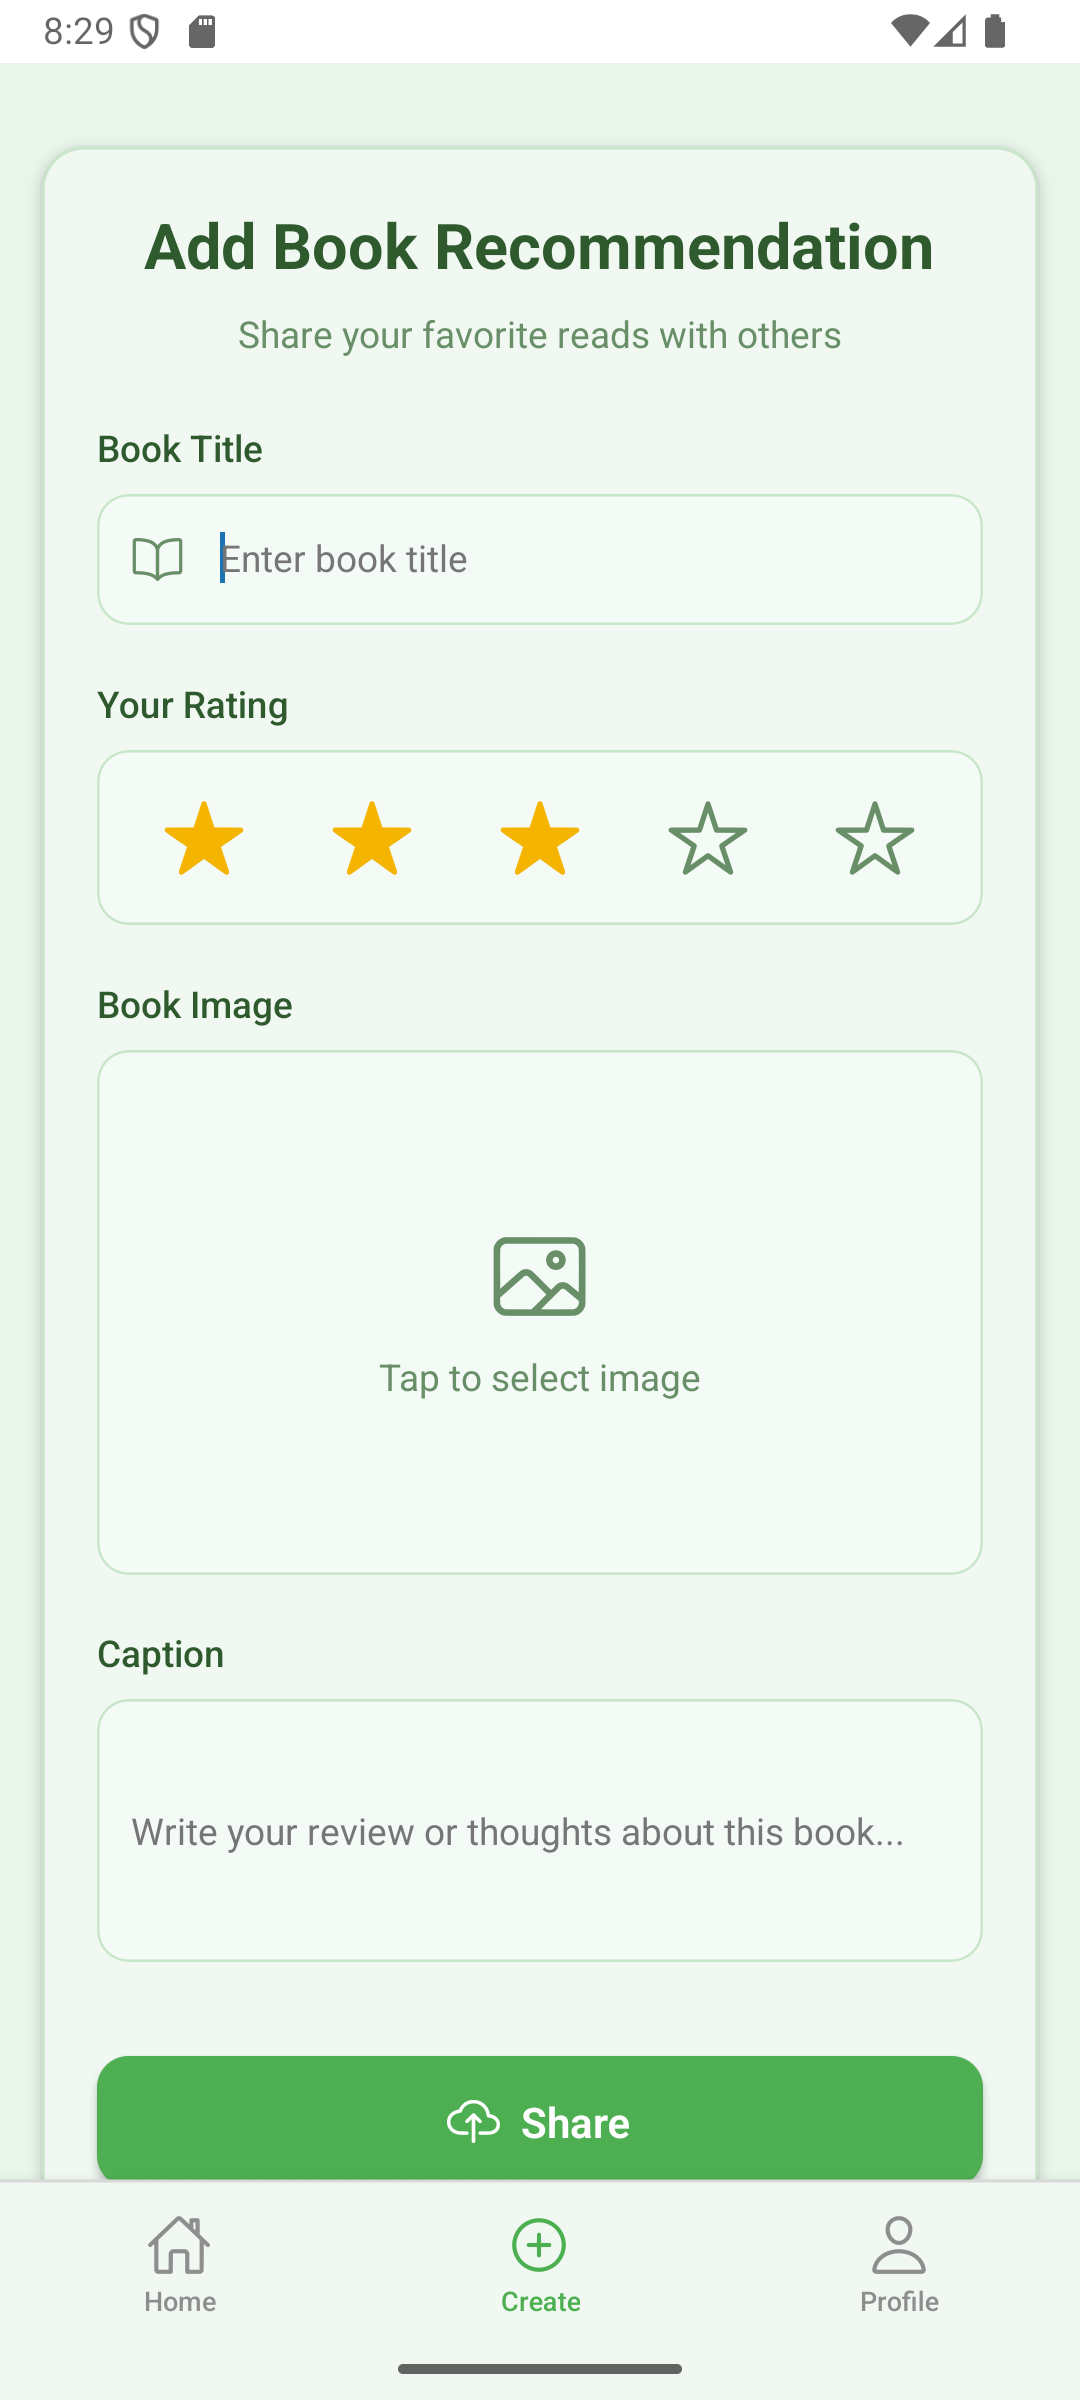 8:29
Add Book Recommendation
Share your favorite reads with others
Book Title
Enter book title
Your Rating
Book Image
Tap to select image
Caption
Write your review or thoughts about this book...
Share
Home
Create
Profile